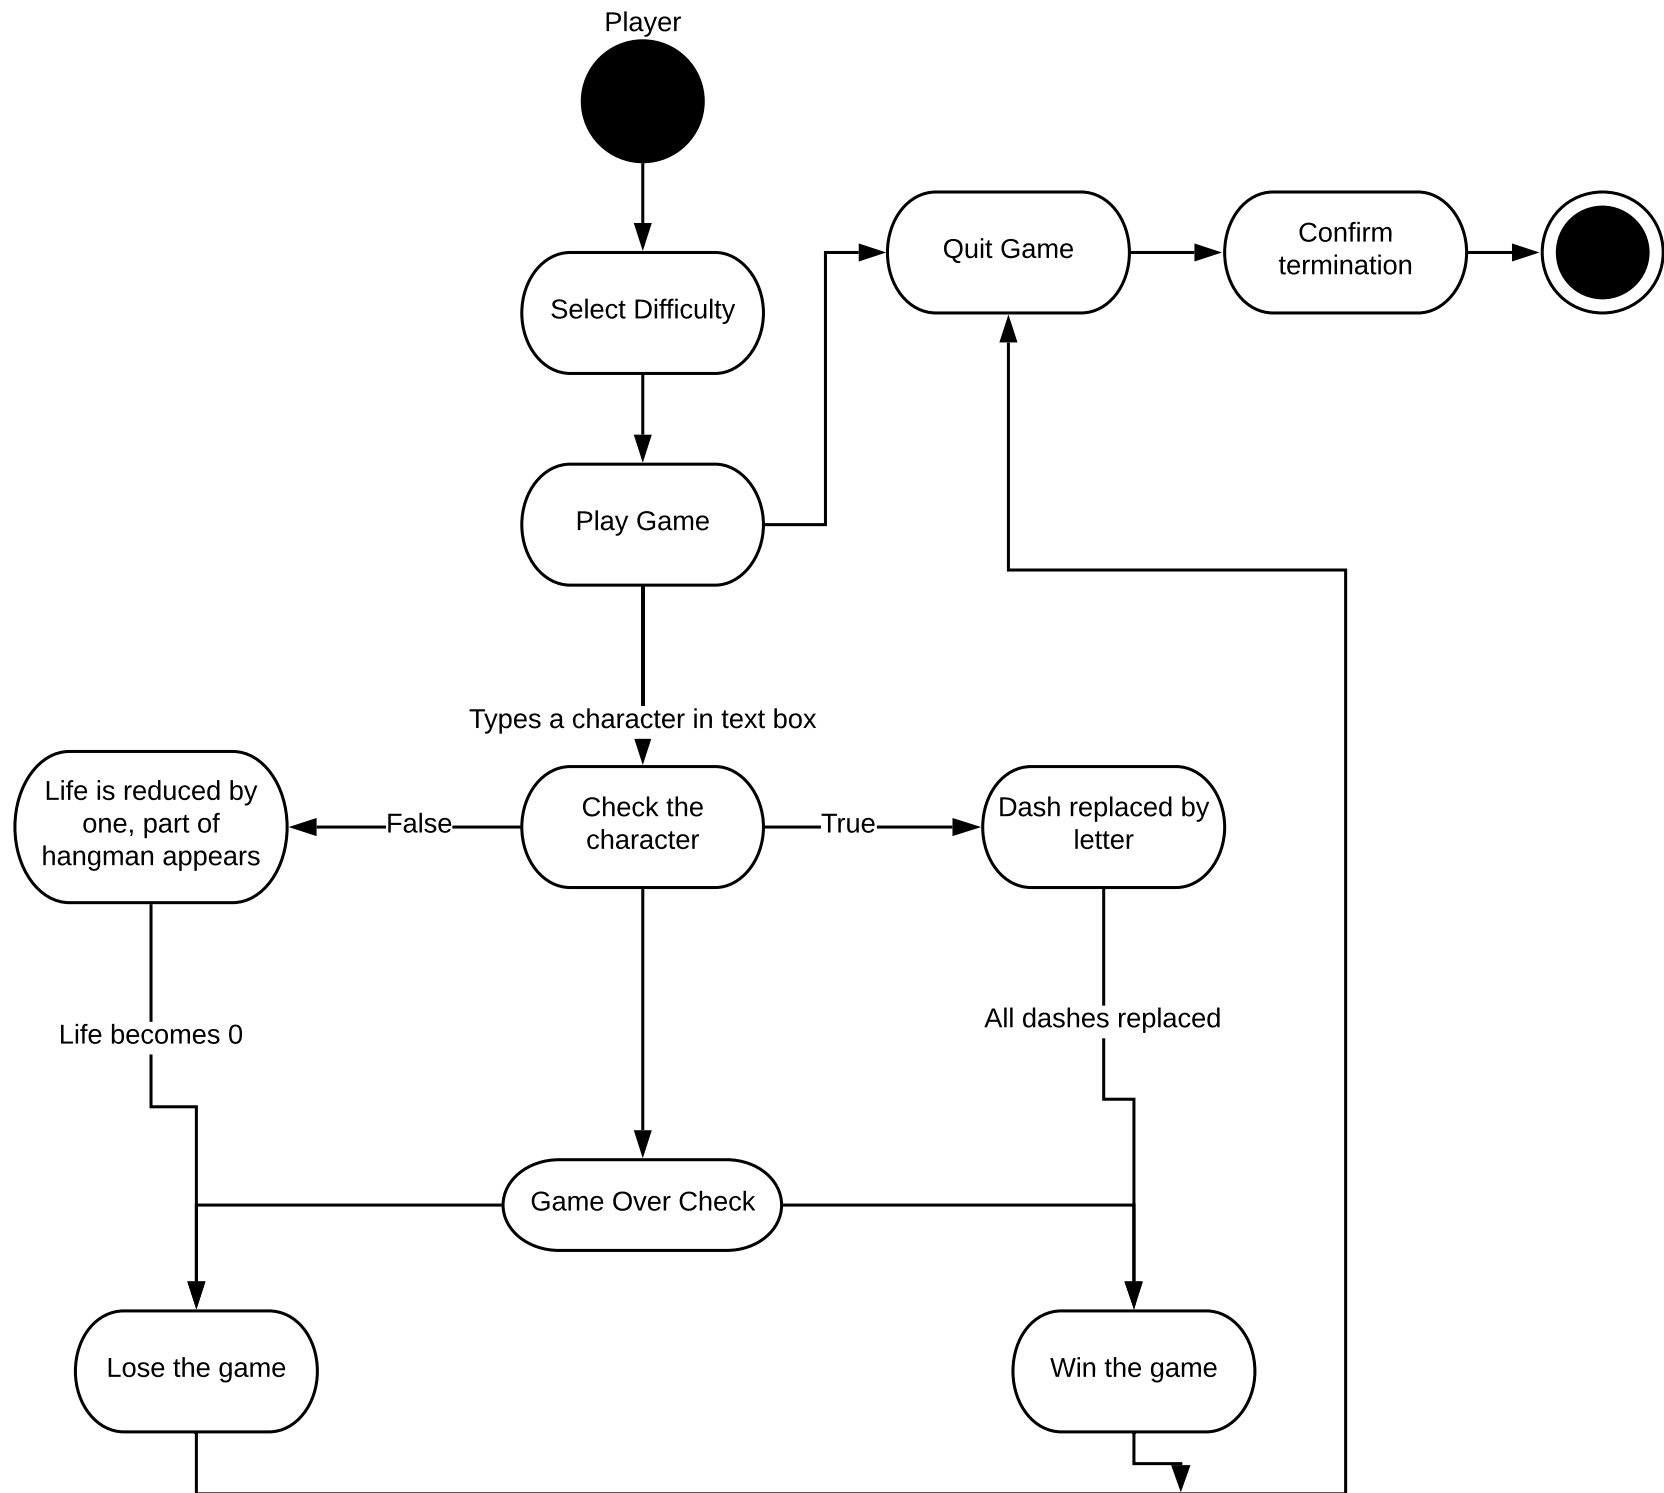 Player
Quit Game
Confirm
termination
Select Difficulty
Play Game
Types a character in text box
Life is reduced by
one, part of
hangman appears
False
Check the
character
True
Dash replaced by
letter
Life becomes 0
All dashes replaced
Game Over Check
Lose the game
Win the game